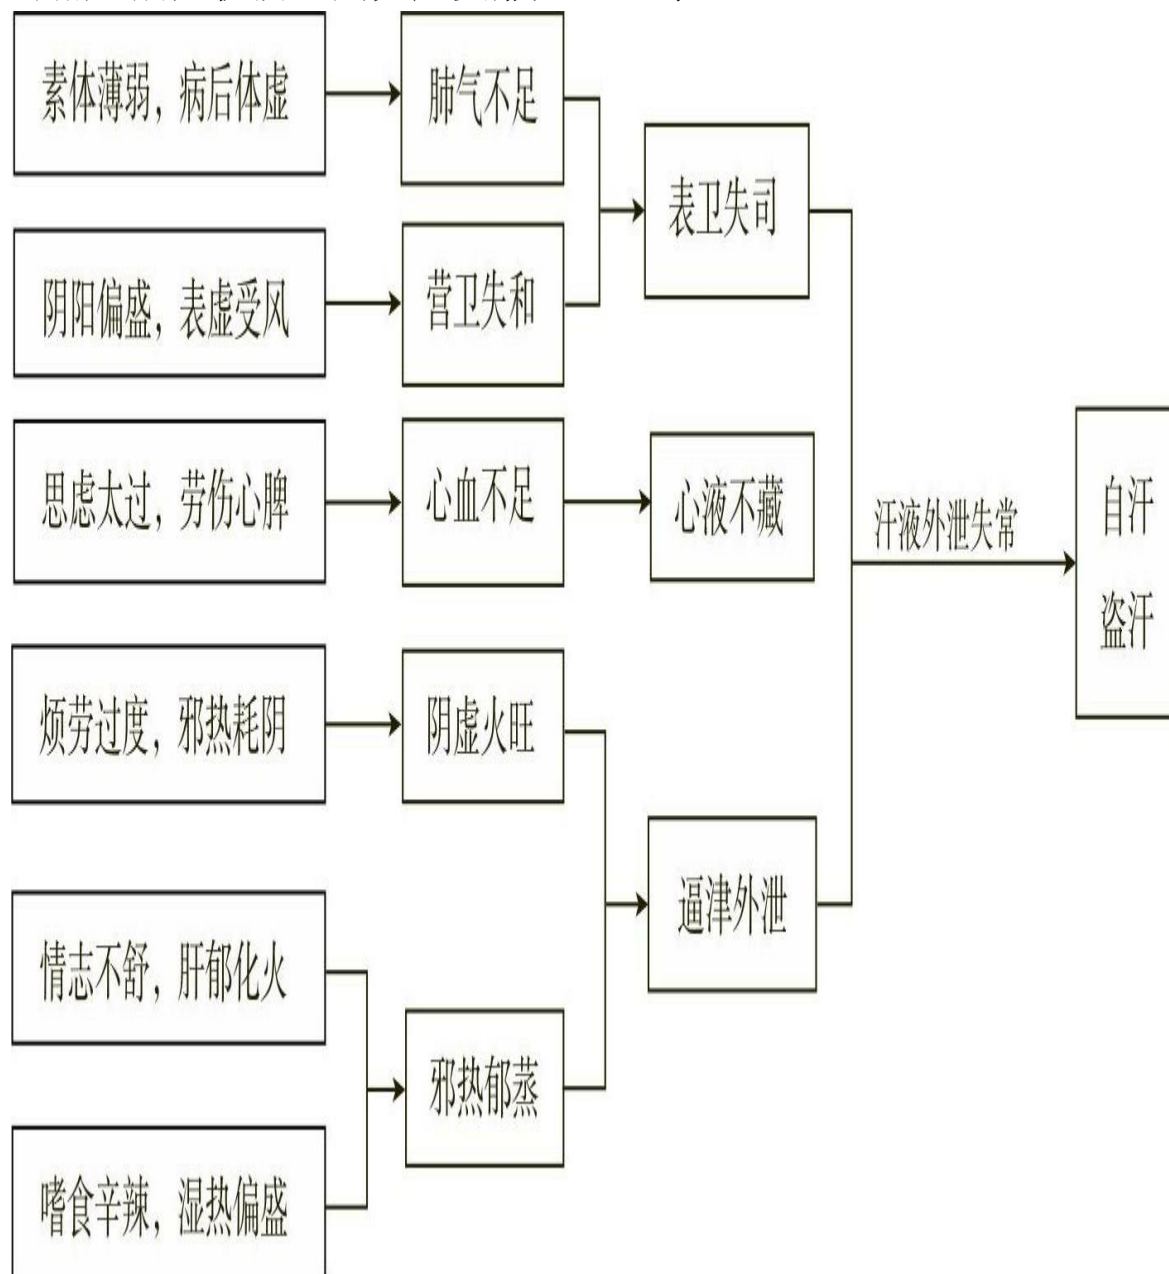 素体薄弱，病后体虚
肺气不足
表卫失司
阴阳偏盛，表虚受风
营卫失和
思虑太过，劳伤心脾
心血不足
心液不藏
汗液外泄失常
自汗
盗汗
烦劳过度，邪热耗阴
阴虚火旺
逼津外泄
情志不舒，肝郁化火
邪热郁蒸
嗜食辛辣，湿热偏盛